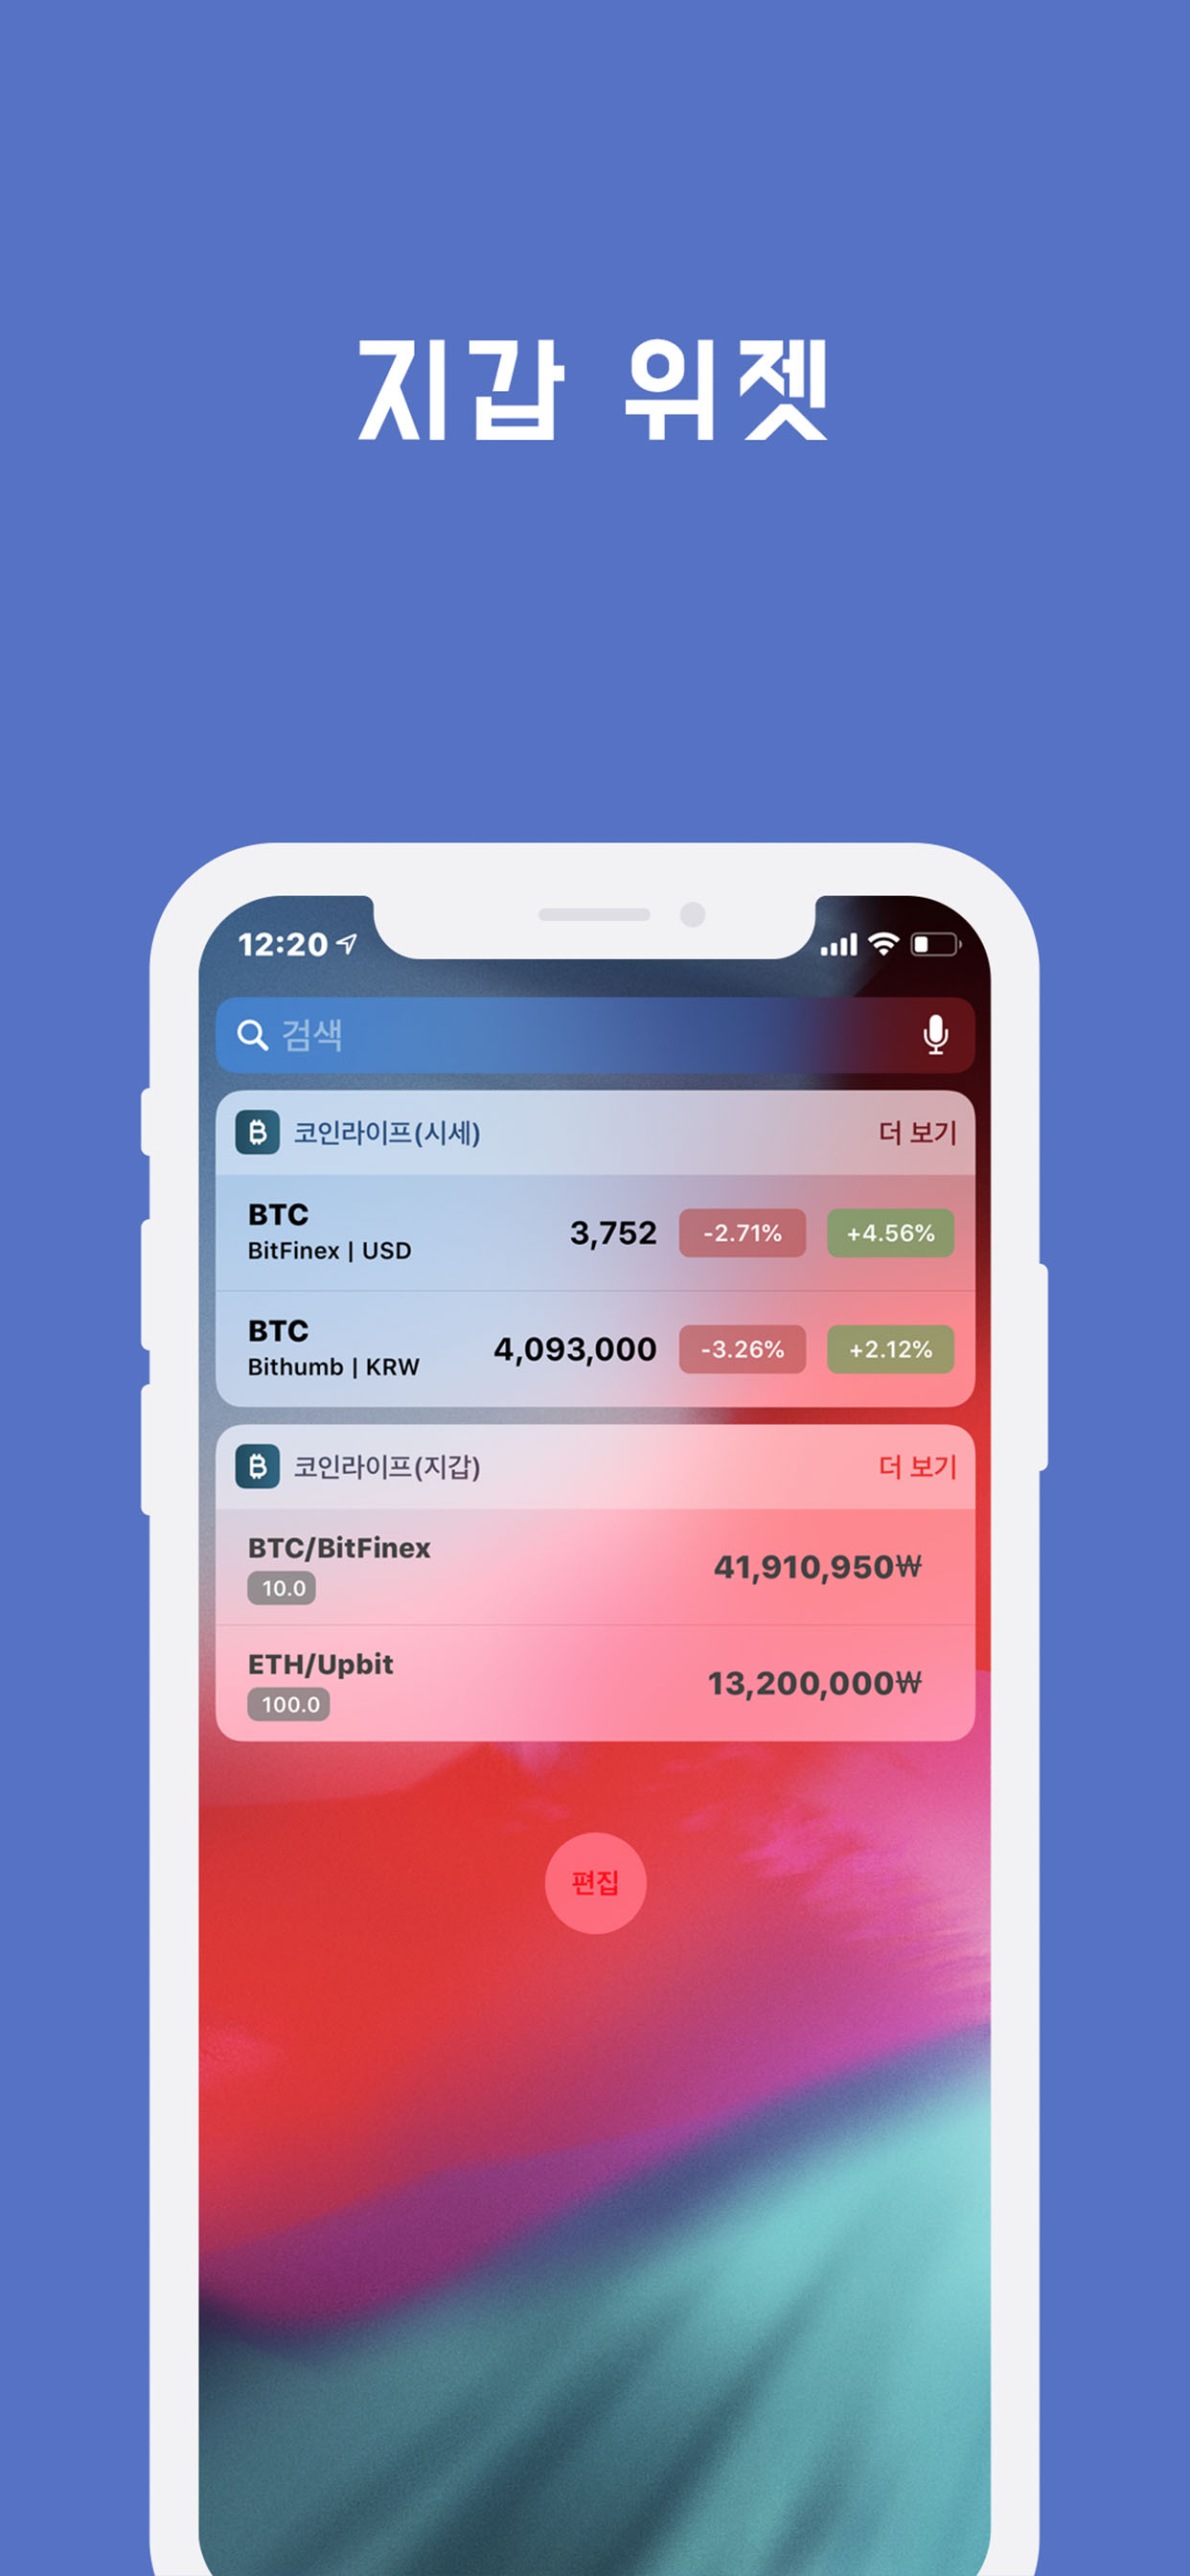 지갑 위젯
12:20
검색
코인라이프(시세) 더 보기
BTC
BitFinex | USD
3,752 -2.71% +4.56%
BTC
Bithumb | KRW
4,093,000 -3.26% +2.12%
코인라이프(지갑) 더 보기
BTC/BitFinex
10.0
41,910,950₩
ETH/Upbit
100.0
13,200,000₩
편집